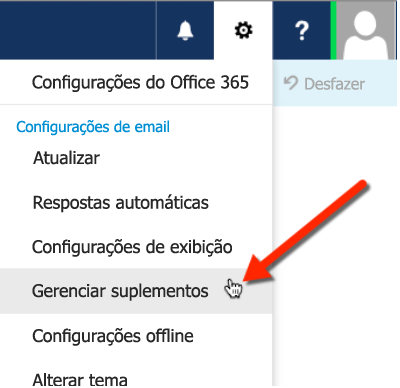 ?
Configurações do Office 365
Desfazer
Configurações de email
Atualizar
Respostas automáticas
Configurações de exibição
Gerenciar suplementos
Configurações offline
Alterar tema